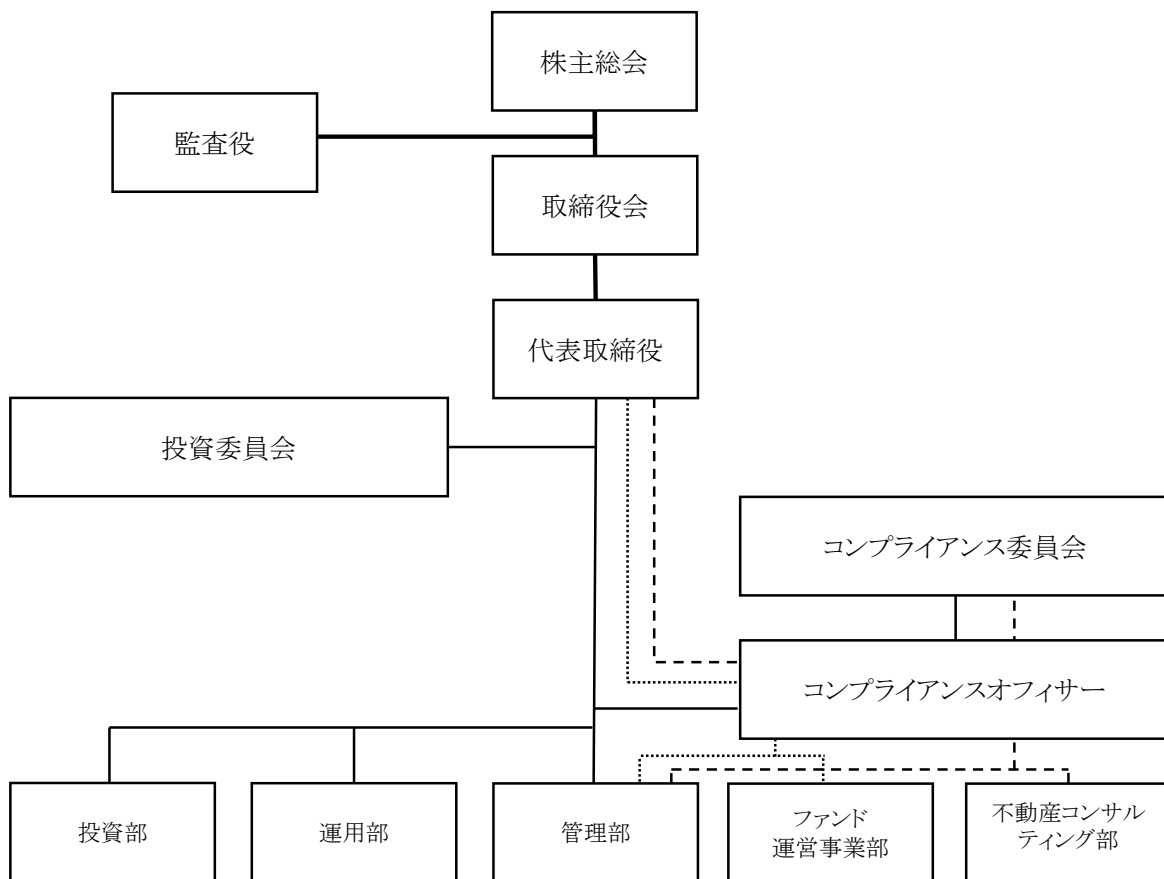 株主総会
監査役
取締役会
代表取締役
投資委員会
コンプライアンス委員会
コンプライアンスオフィサー
投資部
運用部
管理部
ファンド
運営事業部
不動産コンサル
ティング部